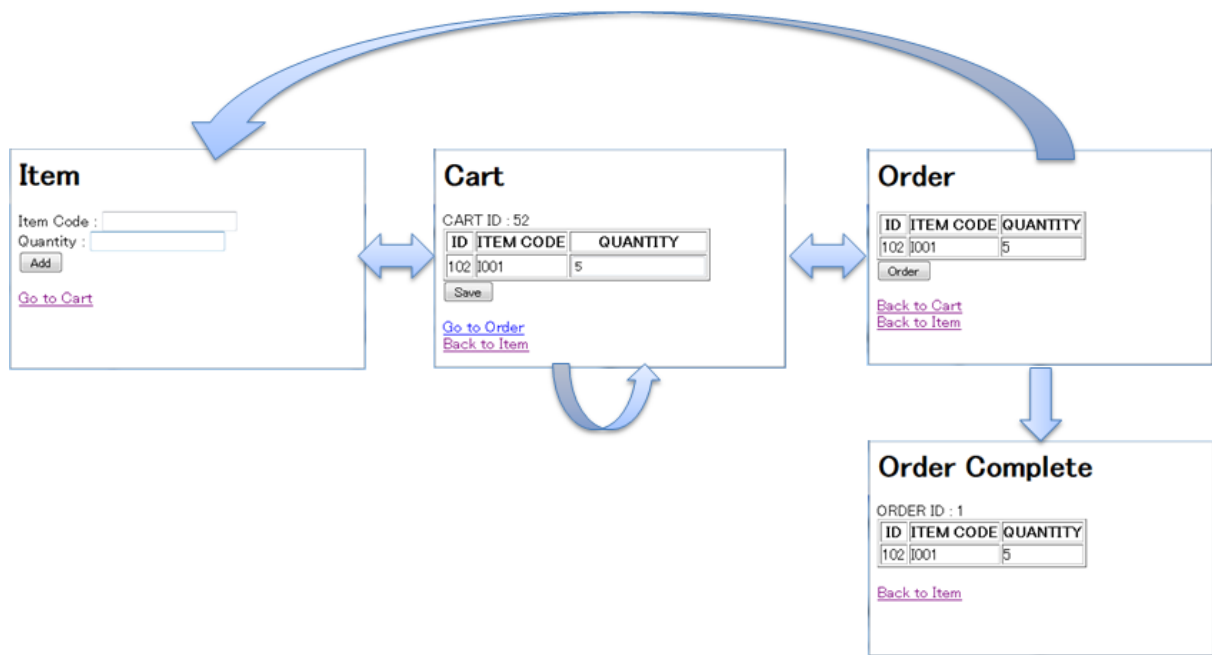 Item
Item Code :
Quantity :
Add
Go to Cart
Cart
CART ID : 52
ID ITEM CODE QUANTITY
102 I001 5
Save
Go to Order
Back to Item
Order
ID ITEM CODE QUANTITY
102 I001 5
Order
Back to Cart
Back to Item
Order Complete
ORDER ID : 1
ID ITEM CODE QUANTITY
102 I001 5
Back to Item